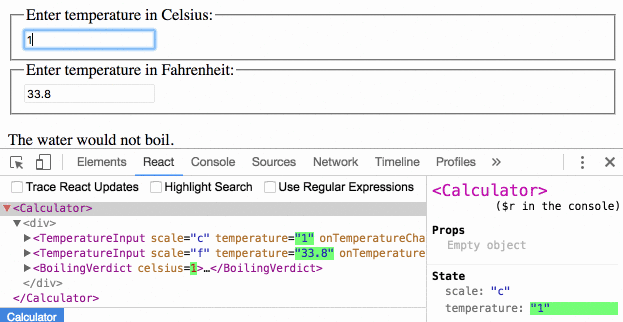 Enter temperature in Celsius:
1
Enter temperature in Fahrenheit:
33.8
The water would not boil.
Elements React Console Sources Network Timeline Profiles »
Trace React Updates Highlight Search Use Regular Expressions
<Calculator>
<div>
<TemperatureInput scale="c" temperature="1" onTemperatureCha
<TemperatureInput scale="f" temperature="33.8" onTemperature
<BoilingVerdict celsius=1>…</BoilingVerdict>
</div>
</Calculator>
Calculator
<Calculator>
($r in the console)
Props
Empty object
State
scale: "c"
temperature: "1"